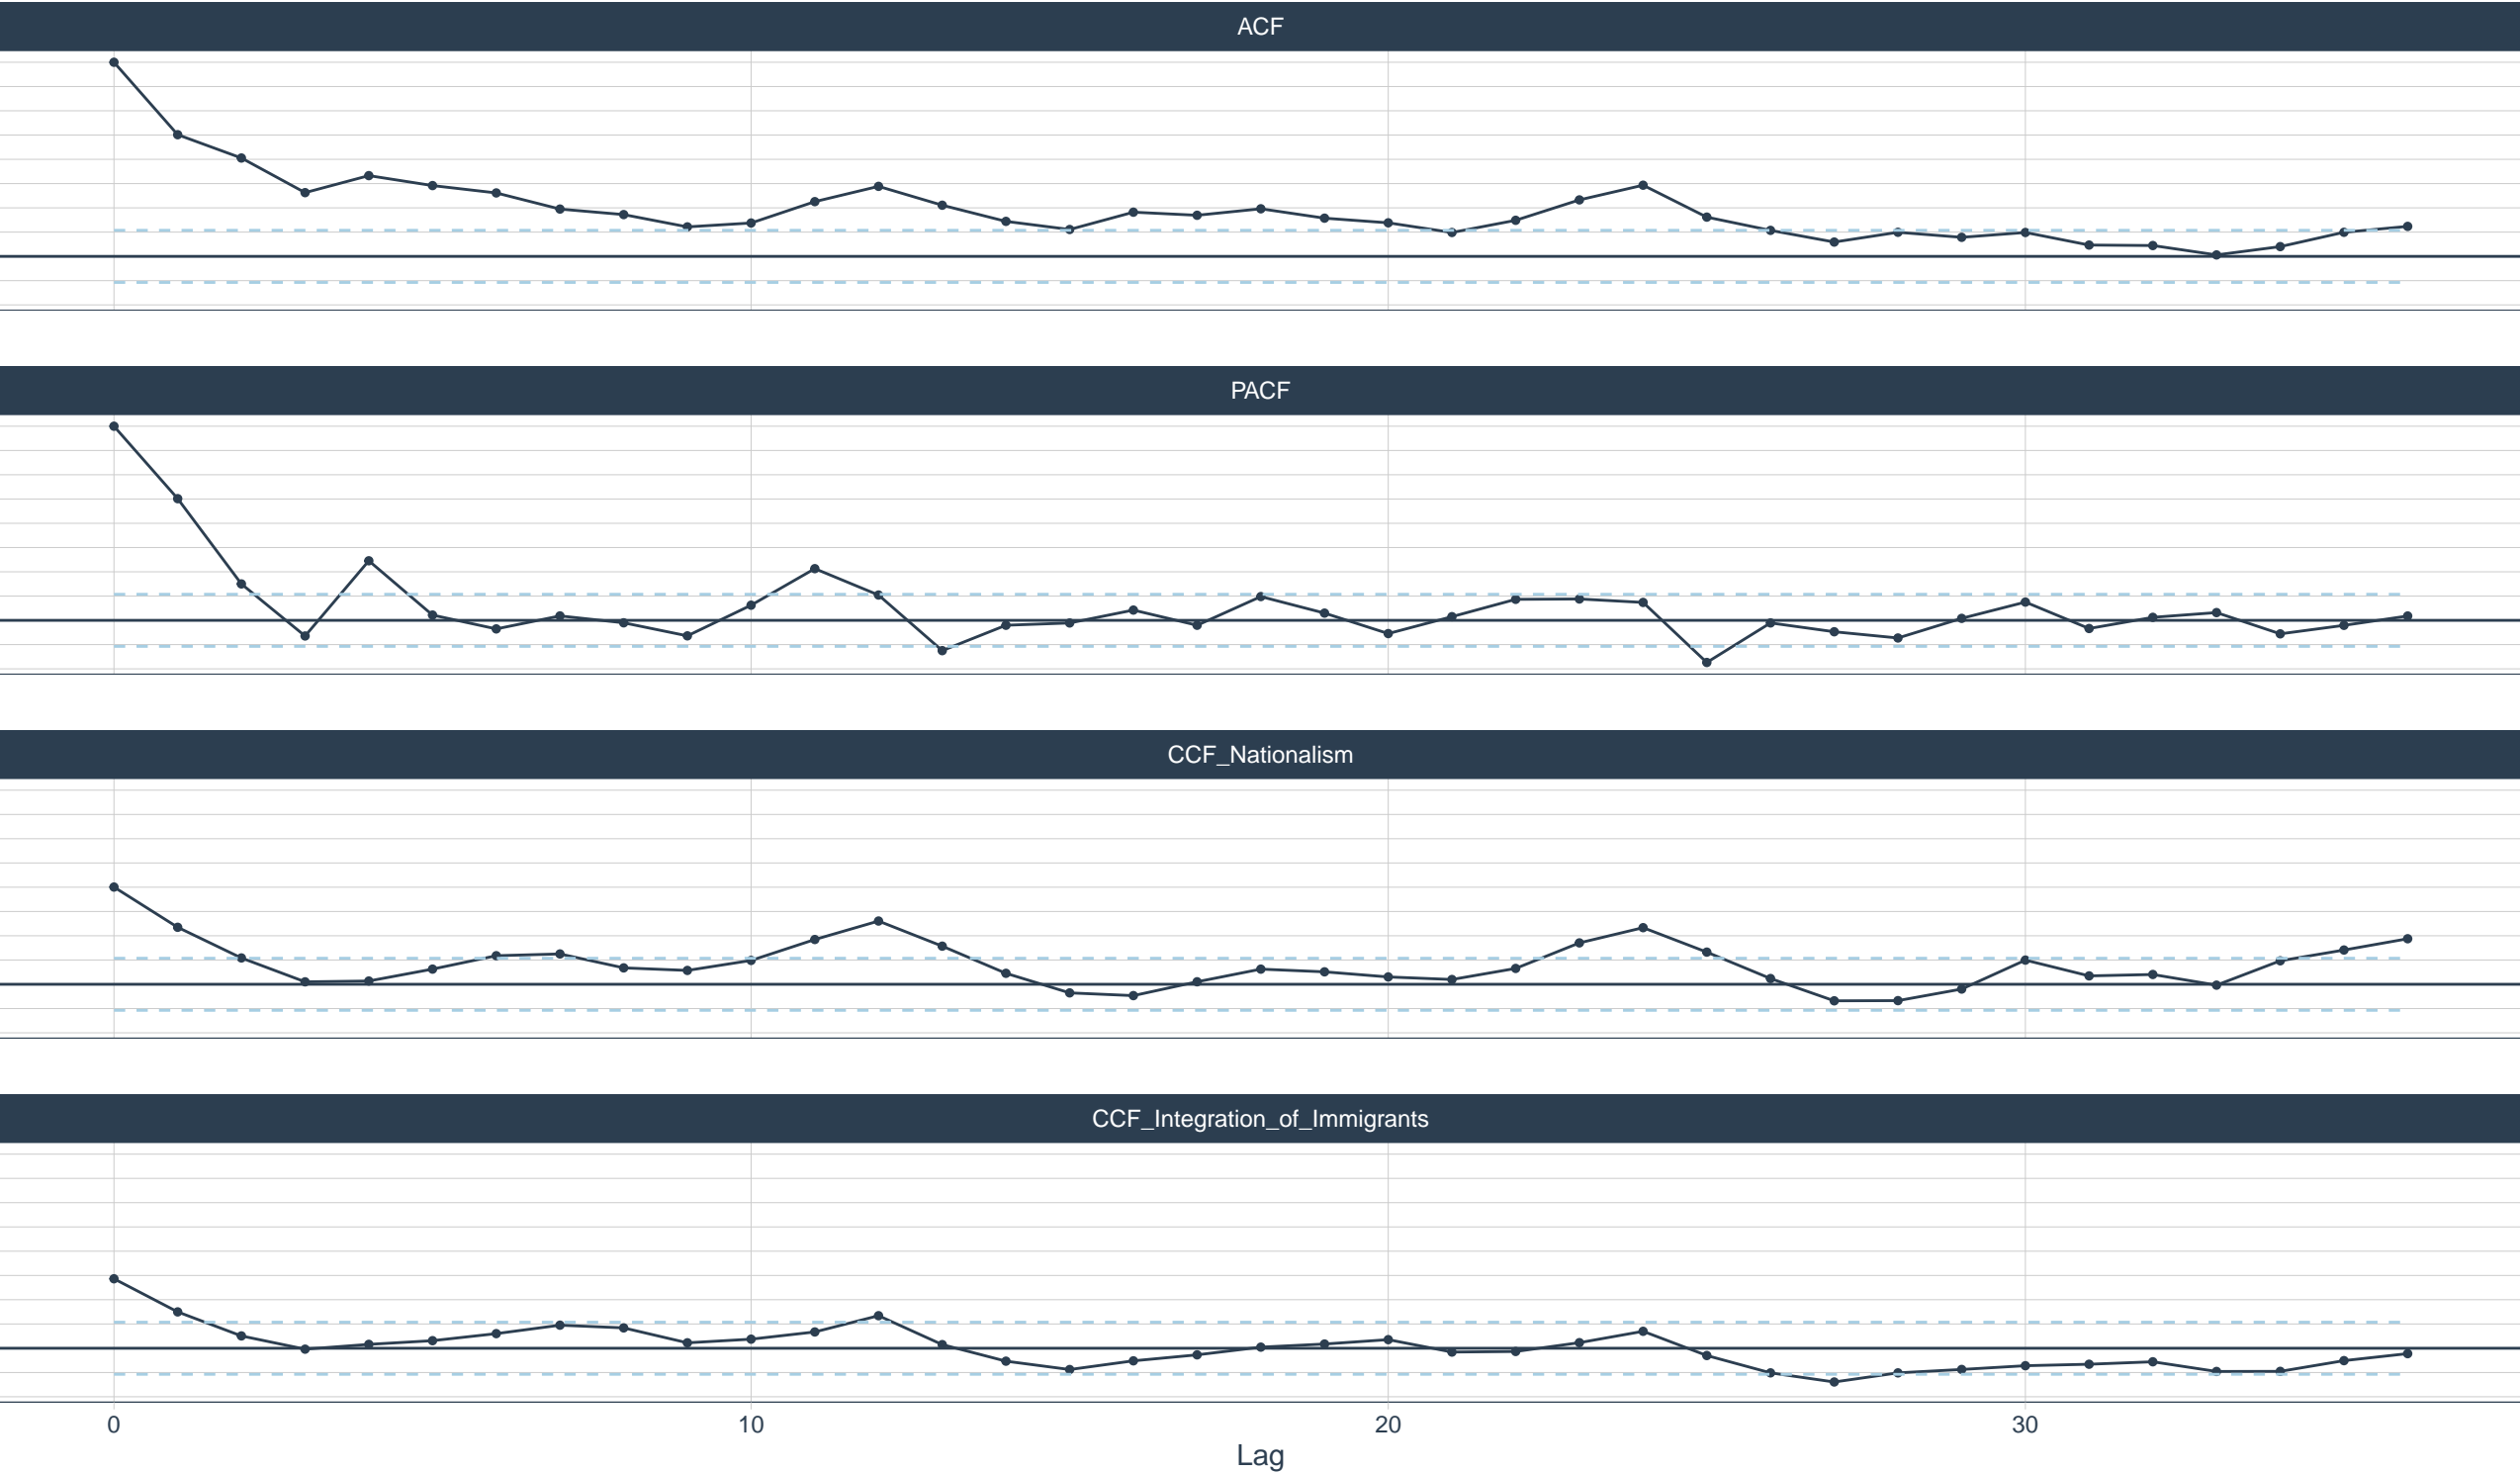 ACF
PACF
CCF_Nationalism
CCF_Integration_of_Immigrants
0 10 20 30
Lag